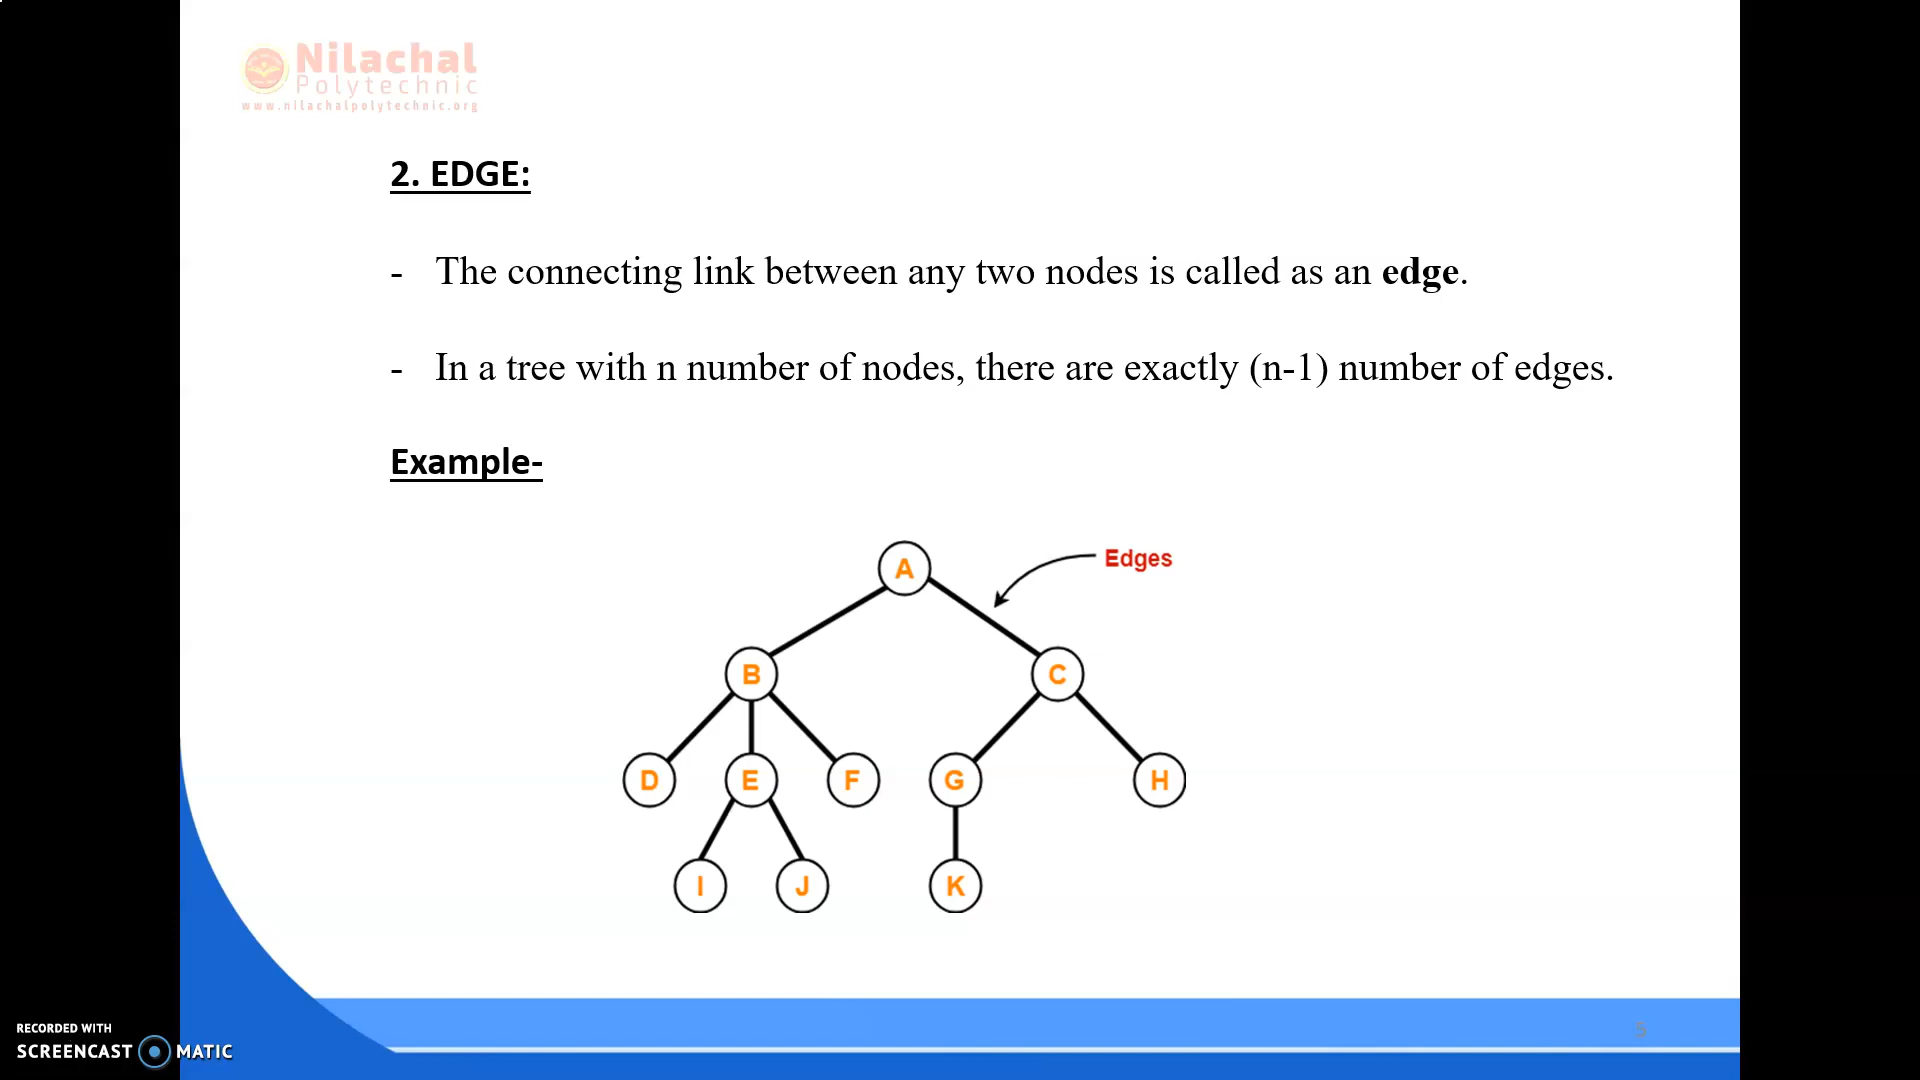 Nilachal
Polytechnic
www.nilachalpolytechnic.org
2. EDGE:
- The connecting link between any two nodes is called as an edge.
- In a tree with n number of nodes, there are exactly (n-1) number of edges.
Example-
Edges
A
B C
D E F G H
I J K
5
RECORDED WITH
SCREENCAST MATIC